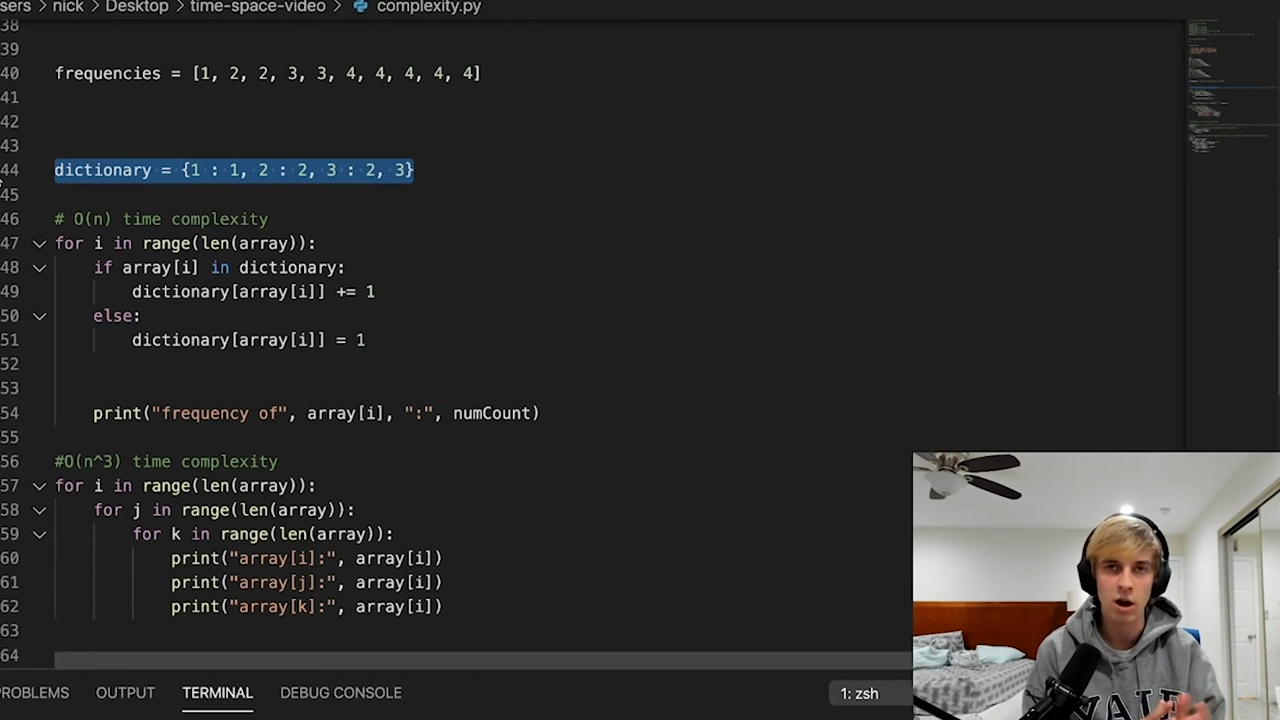 sers > nick > Desktop > time-space-video > complexity.py
38
39
40 frequencies = [1, 2, 2, 3, 3, 4, 4, 4, 4, 4]
41
42
43
44 dictionary = {1 : 1, 2 : 2, 3 : 2, 3}
45
46 # O(n) time complexity
47 for i in range(len(array)):
48 if array[i] in dictionary:
49 dictionary[array[i]] += 1
50 else:
51 dictionary[array[i]] = 1
52
53
54 print("frequency of", array[i], ":", numCount)
55
56 #O(n^3) time complexity
57 for i in range(len(array)):
58 for j in range(len(array)):
59 for k in range(len(array)):
60 print("array[i]:", array[i])
61 print("array[j]:", array[i])
62 print("array[k]:", array[i])
63
64
PROBLEMS OUTPUT TERMINAL DEBUG CONSOLE 1: zsh
YALE